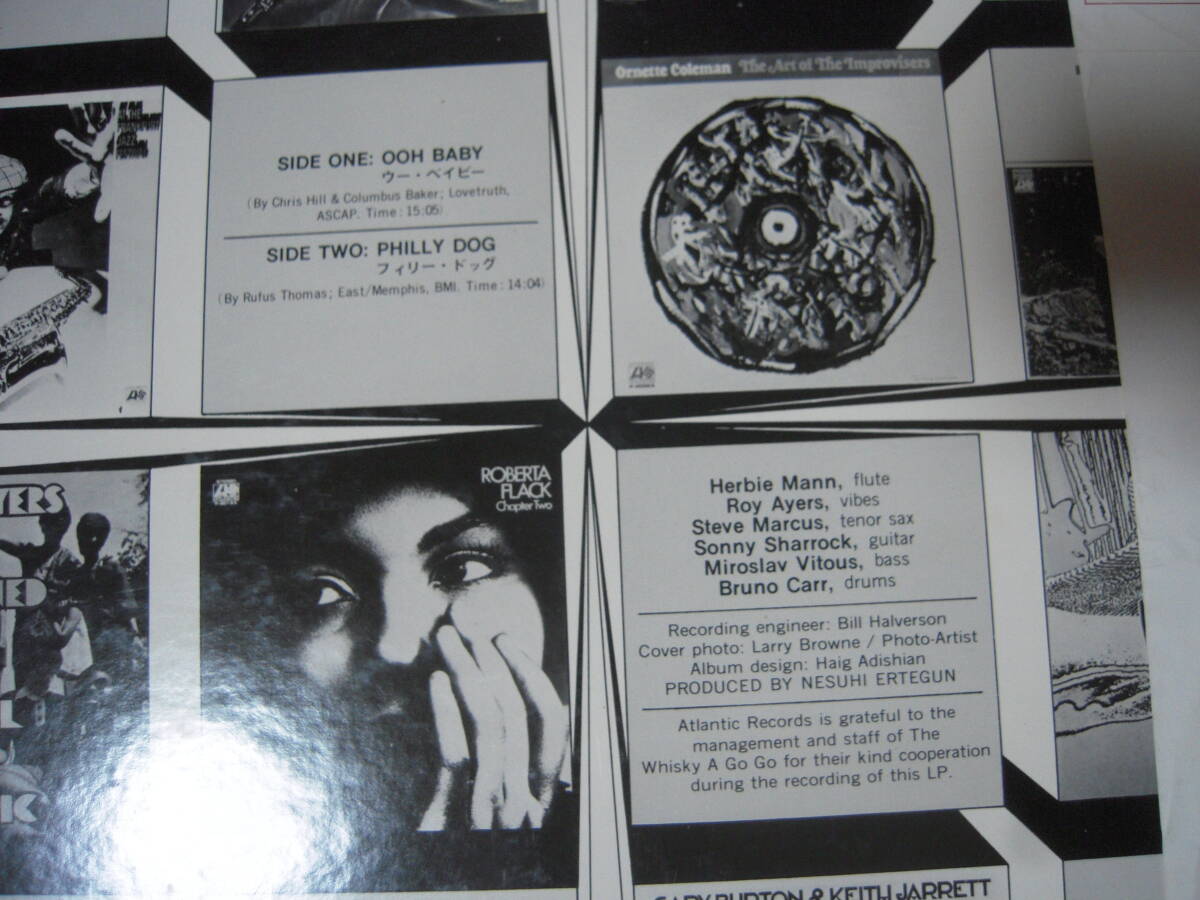 SIDE ONE: OOH BABY
ウー・ベイビー
(By Chris Hill & Columbus Baker; Lovetruth,
ASCAP. Time: 15:05)
SIDE TWO: PHILLY DOG
フィリー・ドッグ
(By Rufus Thomas; East/Memphis, BMI. Time: 14:04)
Ornette Coleman The Art of The Improvisers
ROBERTA
FLACK
Chapter Two
Herbie Mann, flute
Roy Ayers, vibes
Steve Marcus, tenor sax
Sonny Sharrock, guitar
Miroslav Vitous, bass
Bruno Carr, drums
Recording engineer: Bill Halverson
Cover photo: Larry Browne / Photo-Artist
Album design: Haig Adishian
PRODUCED BY NESUHI ERTEGUN
Atlantic Records is grateful to the
management and staff of The
Whisky A Go Go for their kind cooperation
during the recording of this LP.
GARY BURTON & KEITH JARRETT